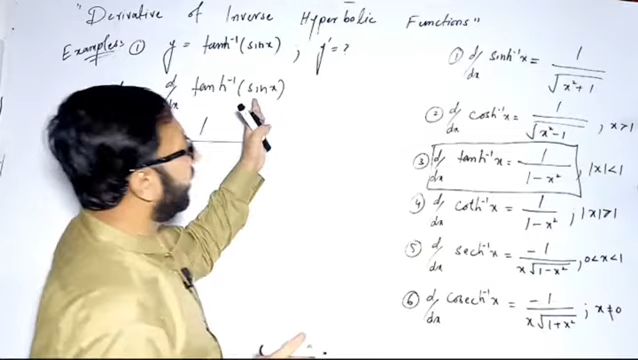 "Derivative of Inverse Hyperbolic Functions"
Examples: ① y = tanh⁻¹(sinx) , y' = ?
d/dx tanh⁻¹(sinx)
1
① d/dx sinh⁻¹x = 1/√(x²+1)
② d/dx cosh⁻¹x = 1/√(x²-1) , x>1
③ d/dx tanh⁻¹x = 1/(1-x²) , |x|<1
④ d/dx coth⁻¹x = 1/(1-x²) , |x|>1
⑤ d/dx sech⁻¹x = -1/(x√(1-x²)) , 0<x<1
⑥ d/dx cosech⁻¹x = -1/(x√(1+x²)) ; x≠0